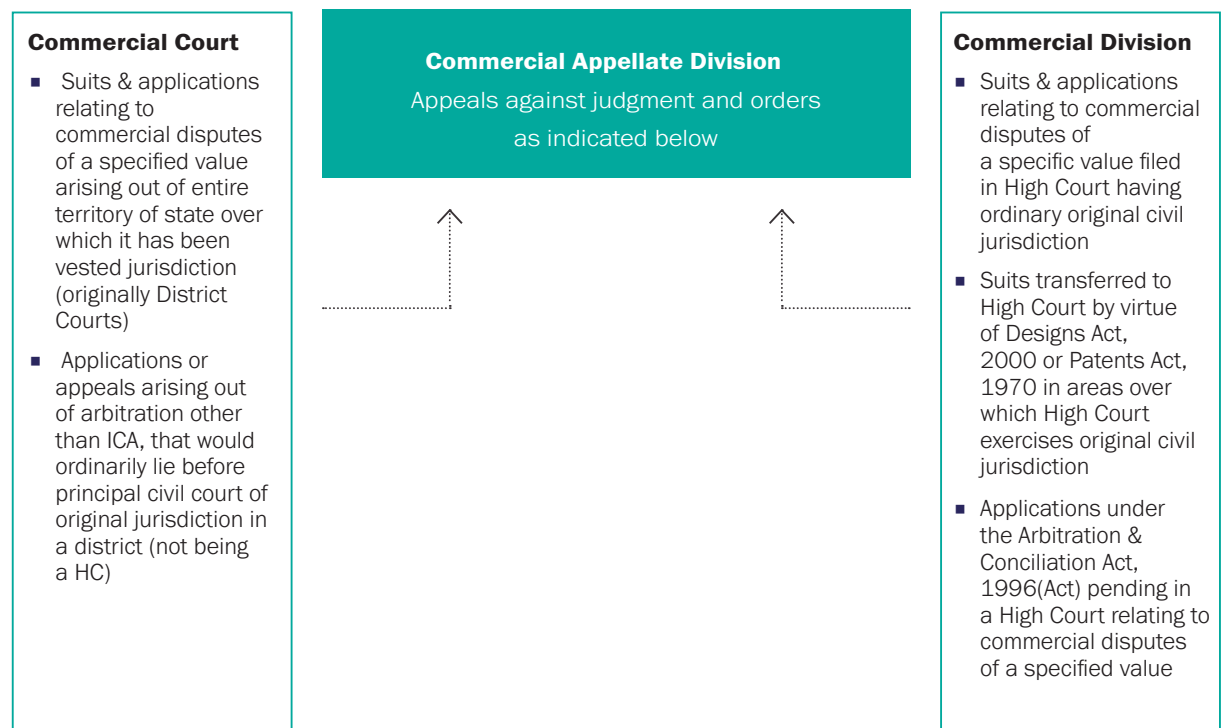 Commercial Court
■ Suits & applications
relating to
commercial disputes
of a specified value
arising out of entire
territory of state over
which it has been
vested jurisdiction
(originally District
Courts)
■ Applications or
appeals arising out
of arbitration other
than ICA, that would
ordinarily lie before
principal civil court of
original jurisdiction in
a district (not being
a HC)
Commercial Appellate Division
Appeals against judgment and orders
as indicated below
Commercial Division
■ Suits & applications
relating to commercial
disputes of
a specific value filed
in High Court having
ordinary original civil
jurisdiction
■ Suits transferred to
High Court by virtue
of Designs Act,
2000 or Patents Act,
1970 in areas over
which High Court
exercises original civil
jurisdiction
■ Applications under
the Arbitration &
Conciliation Act,
1996(Act) pending in
a High Court relating to
commercial disputes
of a specified value